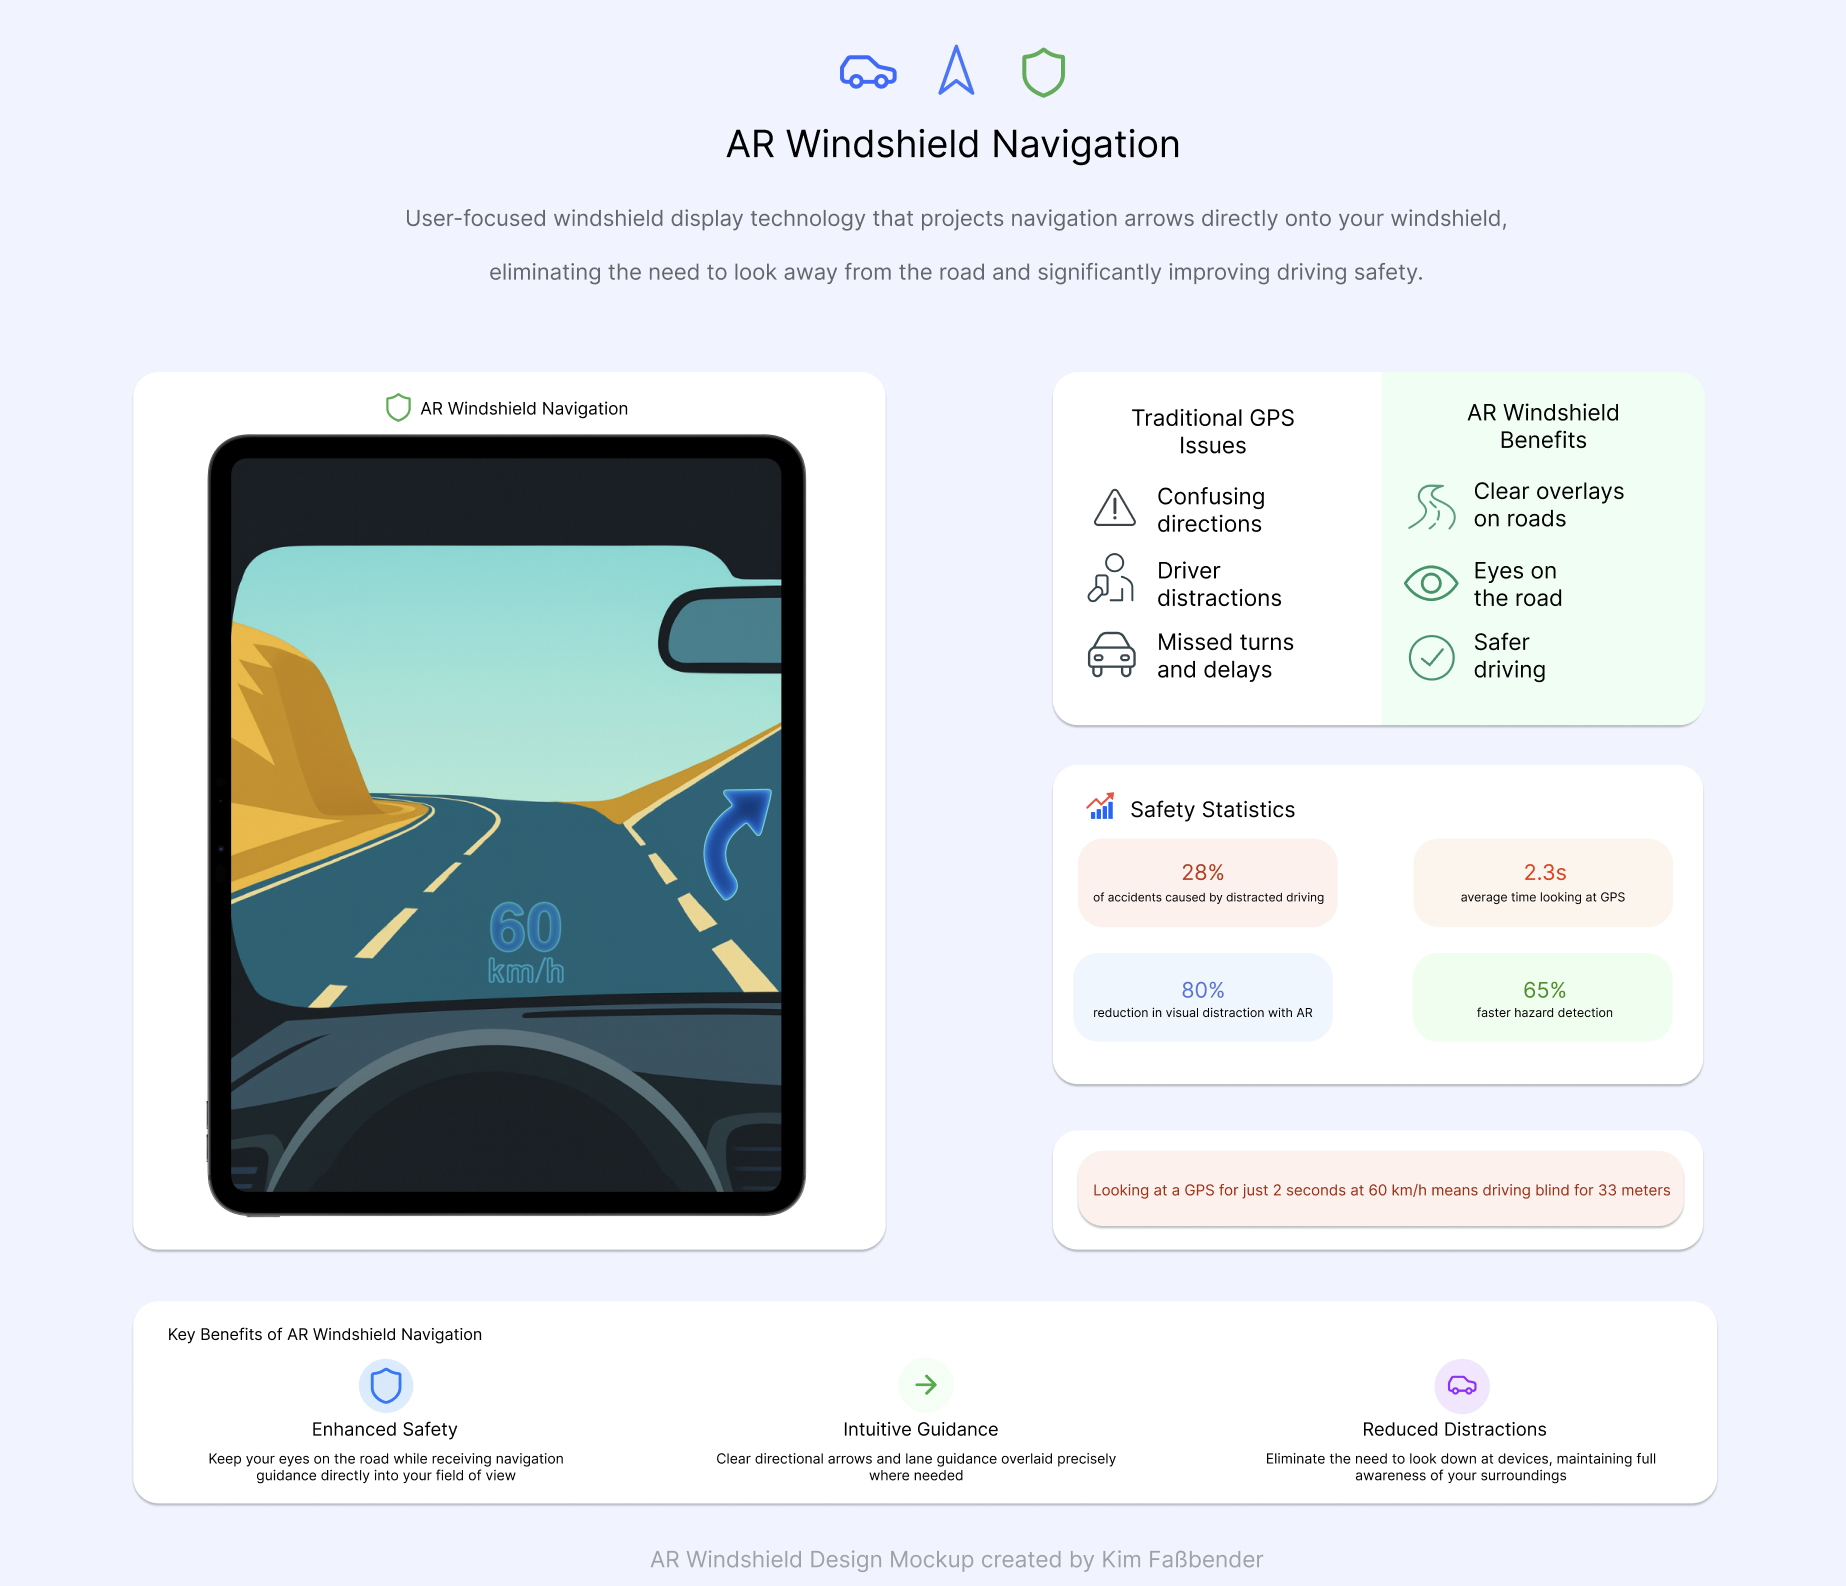 AR Windshield Navigation
User-focused windshield display technology that projects navigation arrows directly onto your windshield,
eliminating the need to look away from the road and significantly improving driving safety.
AR Windshield Navigation
60
km/h
Traditional GPS
Issues
Confusing
directions
Driver
distractions
Missed turns
and delays
AR Windshield
Benefits
Clear overlays
on roads
Eyes on
the road
Safer
driving
Safety Statistics
28%
of accidents caused by distracted driving
2.3s
average time looking at GPS
80%
reduction in visual distraction with AR
65%
faster hazard detection
Looking at a GPS for just 2 seconds at 60 km/h means driving blind for 33 meters
Key Benefits of AR Windshield Navigation
Enhanced Safety
Keep your eyes on the road while receiving navigation
guidance directly into your field of view
Intuitive Guidance
Clear directional arrows and lane guidance overlaid precisely
where needed
Reduced Distractions
Eliminate the need to look down at devices, maintaining full
awareness of your surroundings
AR Windshield Design Mockup created by Kim Faßbender